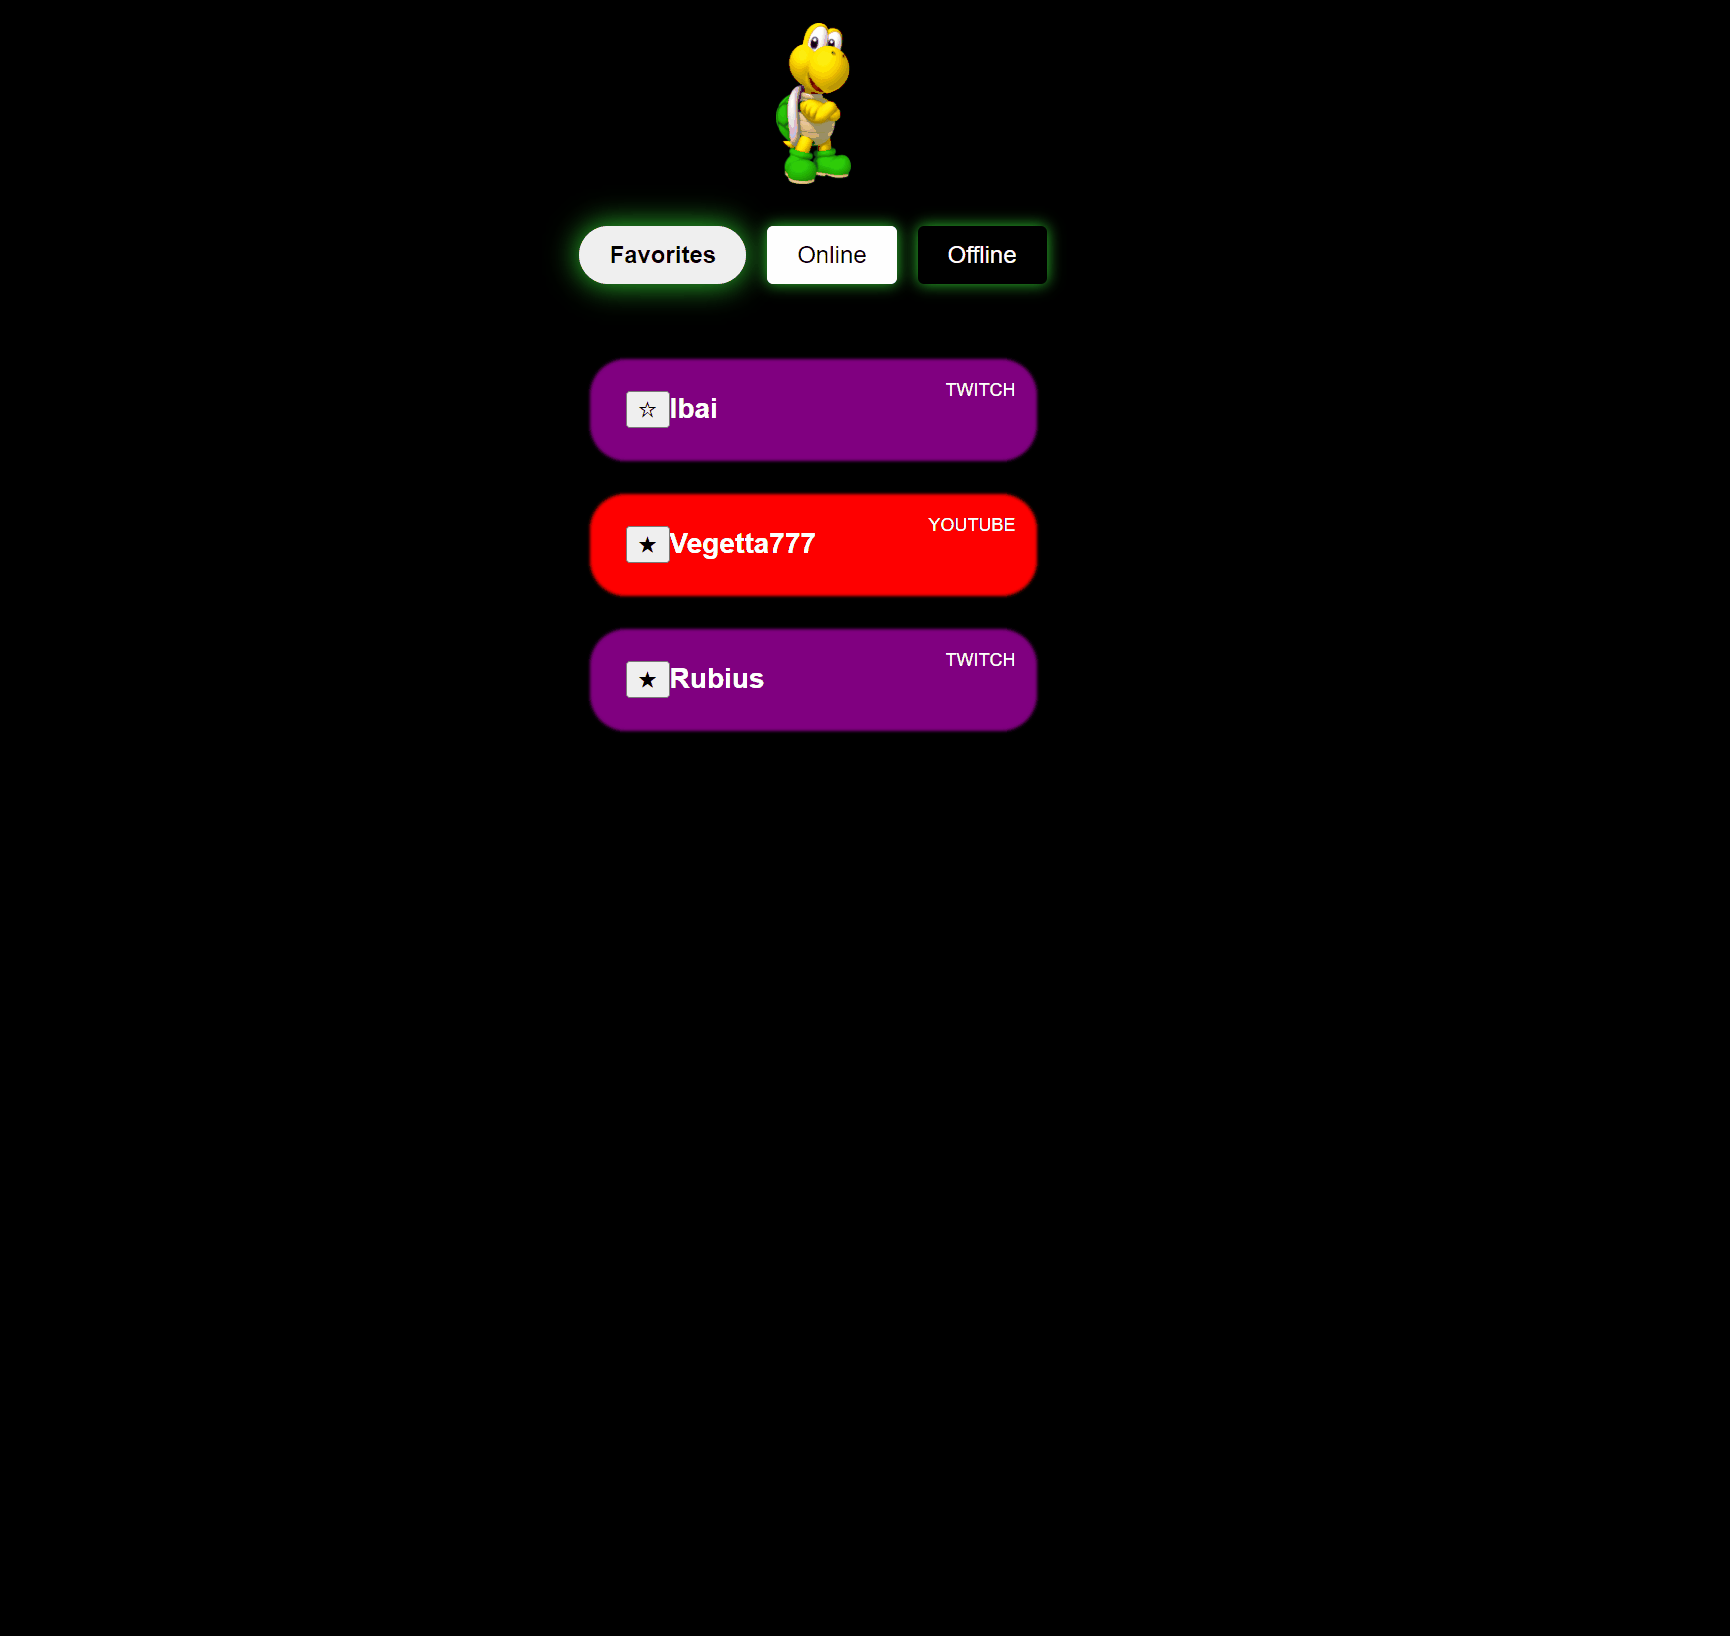 Favorites Online Offline
TWITCH
☆ Ibai
YOUTUBE
★ Vegetta777
TWITCH
★ Rubius